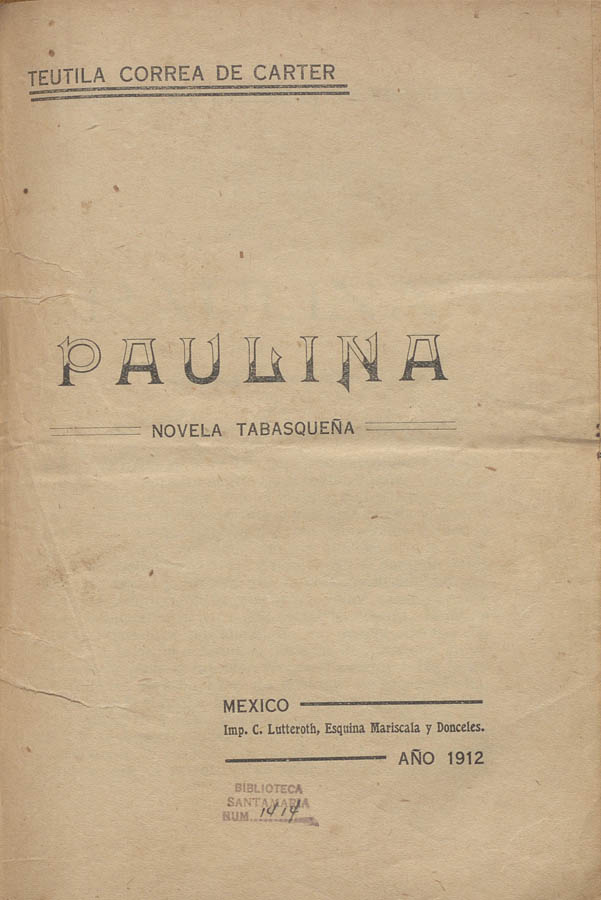 TEUTILA CORREA DE CARTER
PAULINA
NOVELA TABASQUEÑA
MEXICO
Imp. C. Lutteroth, Esquina Mariscala y Donceles.
AÑO 1912
BIBLIOTECA
SANTAMARIA
NUM. 1414